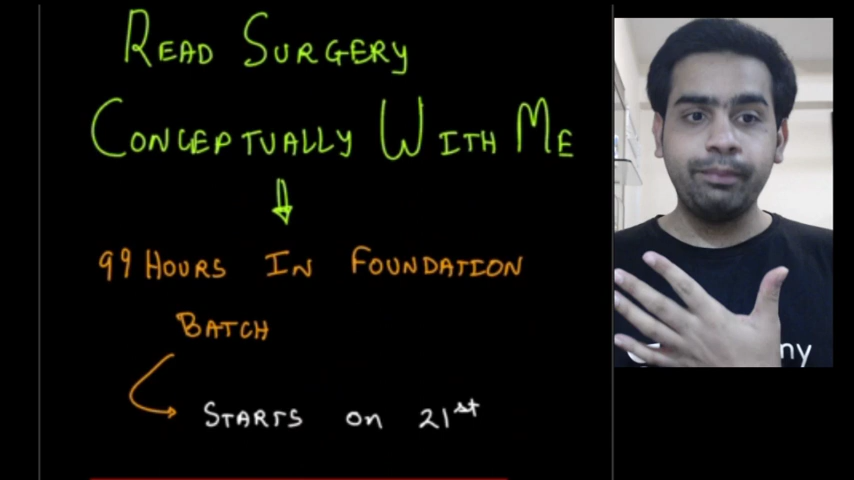 READ SURGERY
CONCEPTUALLY WITH ME
99 HOURS IN FOUNDATION
BATCH
STARTS on 21st